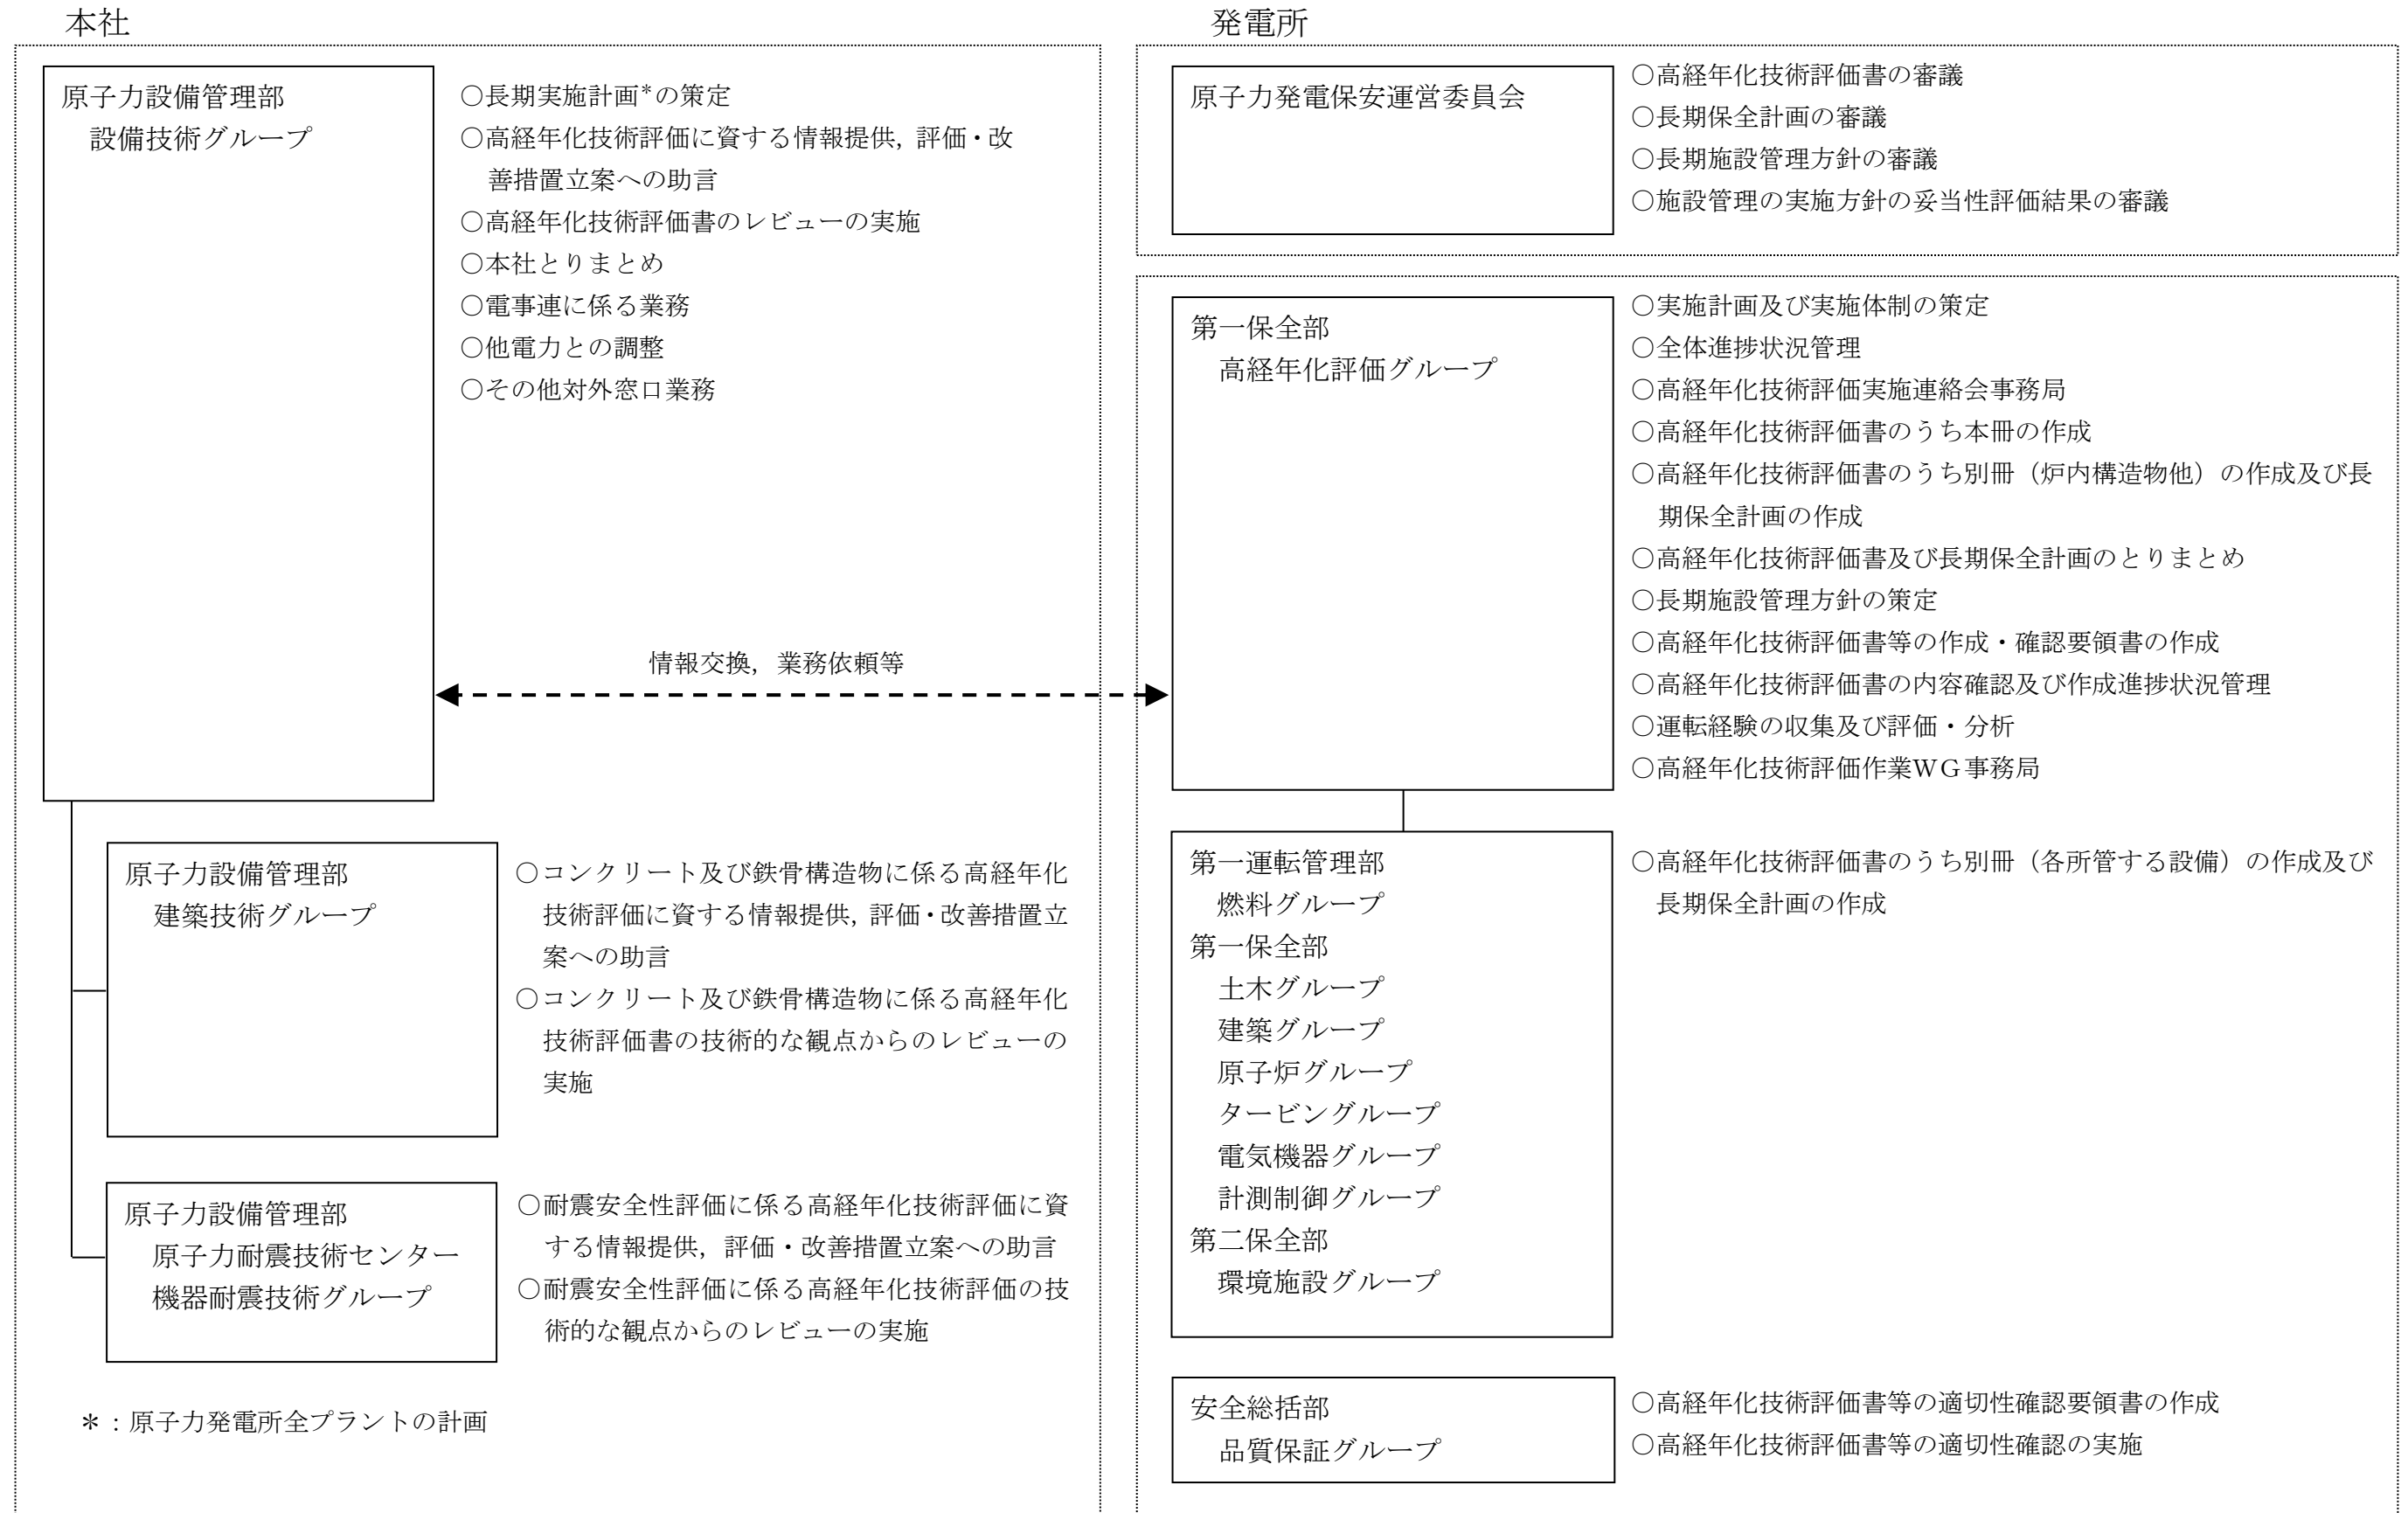 本社
原子力設備管理部
設備技術グループ
○長期実施計画*の策定
○高経年化技術評価に資する情報提供，評価・改
善措置立案への助言
○高経年化技術評価書のレビューの実施
○本社とりまとめ
○電事連に係る業務
○他電力との調整
○その他対外窓口業務
情報交換，業務依頼等
原子力設備管理部
建築技術グループ
○コンクリート及び鉄骨構造物に係る高経年化
技術評価に資する情報提供，評価・改善措置立
案への助言
○コンクリート及び鉄骨構造物に係る高経年化
技術評価書の技術的な観点からのレビューの
実施
原子力設備管理部
原子力耐震技術センター
機器耐震技術グループ
○耐震安全性評価に係る高経年化技術評価に資
する情報提供，評価・改善措置立案への助言
○耐震安全性評価に係る高経年化技術評価の技
術的な観点からのレビューの実施
＊：原子力発電所全プラントの計画
発電所
原子力発電保安運営委員会
○高経年化技術評価書の審議
○長期保全計画の審議
○長期施設管理方針の審議
○施設管理の実施方針の妥当性評価結果の審議
第一保全部
高経年化評価グループ
○実施計画及び実施体制の策定
○全体進捗状況管理
○高経年化技術評価実施連絡会事務局
○高経年化技術評価書のうち本冊の作成
○高経年化技術評価書のうち別冊（炉内構造物他）の作成及び長
期保全計画の作成
○高経年化技術評価書及び長期保全計画のとりまとめ
○長期施設管理方針の策定
○高経年化技術評価書等の作成・確認要領書の作成
○高経年化技術評価書の内容確認及び作成進捗状況管理
○運転経験の収集及び評価・分析
○高経年化技術評価作業ＷＧ事務局
第一運転管理部
燃料グループ
第一保全部
土木グループ
建築グループ
原子炉グループ
タービングループ
電気機器グループ
計測制御グループ
第二保全部
環境施設グループ
○高経年化技術評価書のうち別冊（各所管する設備）の作成及び
長期保全計画の作成
安全総括部
品質保証グループ
○高経年化技術評価書等の適切性確認要領書の作成
○高経年化技術評価書等の適切性確認の実施